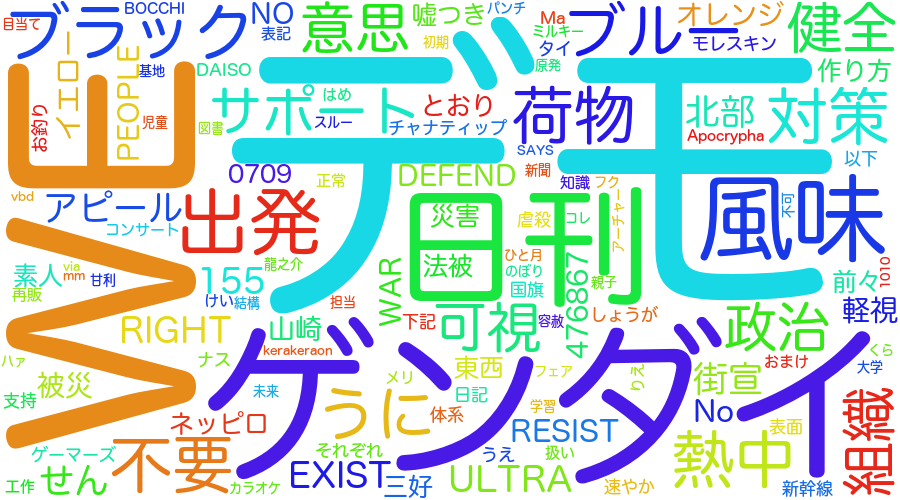 目当て
BOCCHI
ブラック
NO
表記
意思
嘘つき
パンチ
Ma
ミルキー
タイ
ブルー
オレンジ
モレスキン
健全
作り方
初期
原発
デモ
イエロー
PEOPLE
基地
DAISO
サポート
はめ
とおり
荷物
北部
対策
お釣り
児童
図書
スルー
チャナティップ
SAYS
Apocrypha
以下
WE
0709
正常
DEFEND
新聞
知識
フク
vbd
アピール
コンサート
出発
日刊
災害
虐殺
コレ
アーチャー
風味
不可
素人
via
mm
甘利
再販
155
龍之介
WAR
法被
ひと月
のぼり
国旗
476867
親子
前々
1010
けい
結構
担当
下記
可視
容赦
しょうが
政治
軽視
RIGHT
山崎
kerakeraon
ゲンダイ
ハァ
ナス
被災
未来
メリ
東西
フェア
りえ
街宣
おまけ
くら
大学
支持
ネッピロ
うに
体系
日記
学習
No
表面
組織
ゲーマーズ
不要
それぞれ
RESIST
うえ
扱い
熱中
工作
せん
カラオケ
EXIST
三好
ULTRA
速やか
新幹線